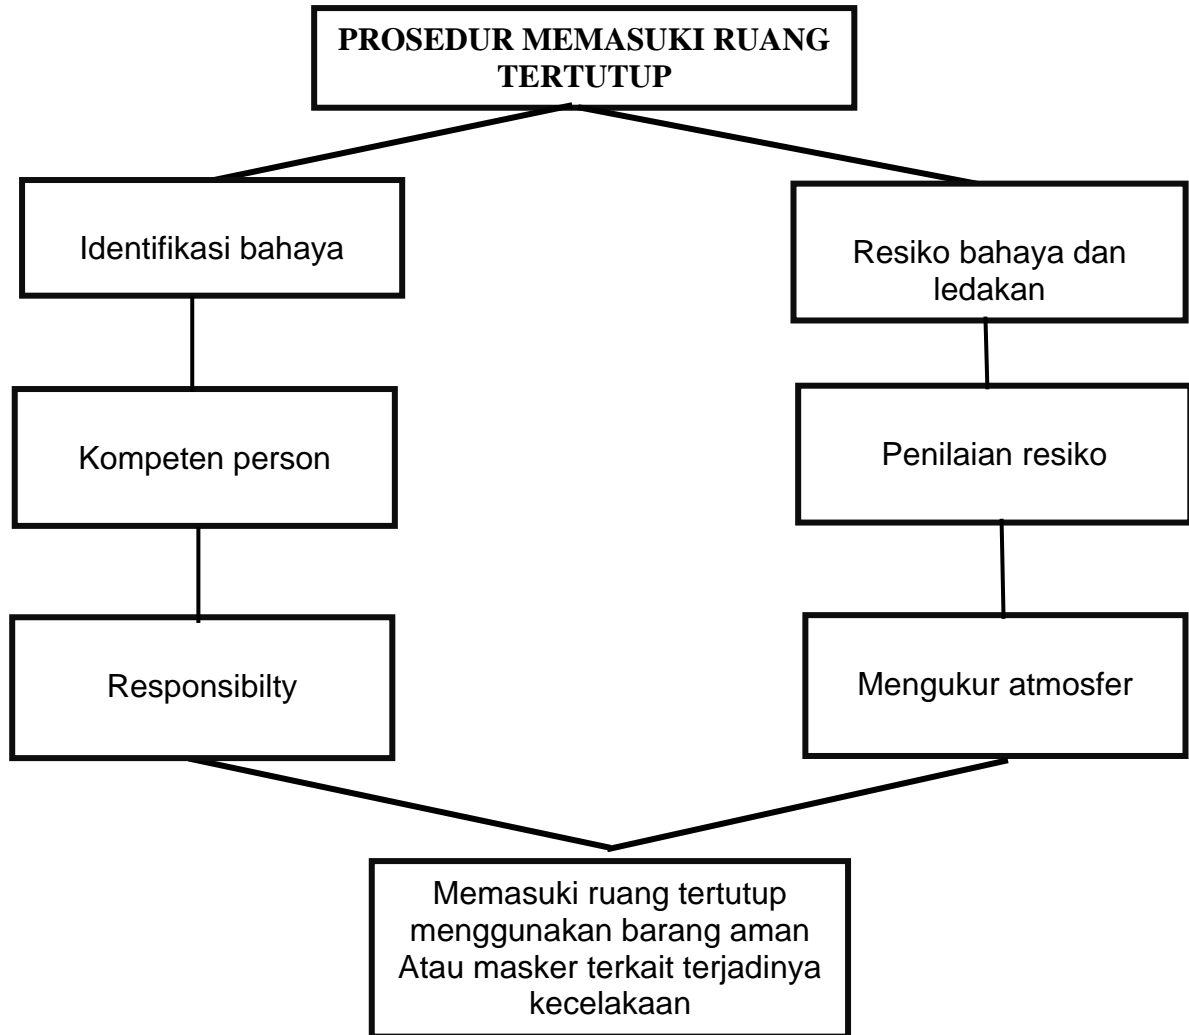 PROSEDUR MEMASUKI RUANG
TERTUTUP
Identifikasi bahaya
Resiko bahaya dan
ledakan
Kompeten person
Penilaian resiko
Responsibilty
Mengukur atmosfer
Memasuki ruang tertutup
menggunakan barang aman
Atau masker terkait terjadinya
kecelakaan